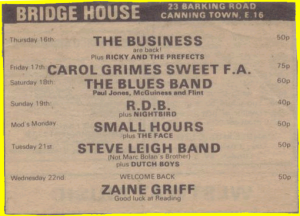 BRIDGE HOUSE
23 BARKING ROAD
CANNING TOWN, E 16
Thursday 16th THE BUSINESS 50p
are back!
Plus RICKY AND THE PREFECTS
Friday 17th CAROL GRIMES SWEET F.A. 75p
Saturday 18th THE BLUES BAND 60p
Paul Jones, McGuiness and Flint
Sunday 19th R.D.B. 40p
plus NIGHTBIRD
Mod's Monday SMALL HOURS 50p
plus THE FACE
Tuesday 21st STEVE LEIGH BAND 50p
(Not Marc Bolan's Brother)
plus DUTCH BOYS
Wednesday 22nd WELCOME BACK 50p
ZAINE GRIFF
Good luck at Reading